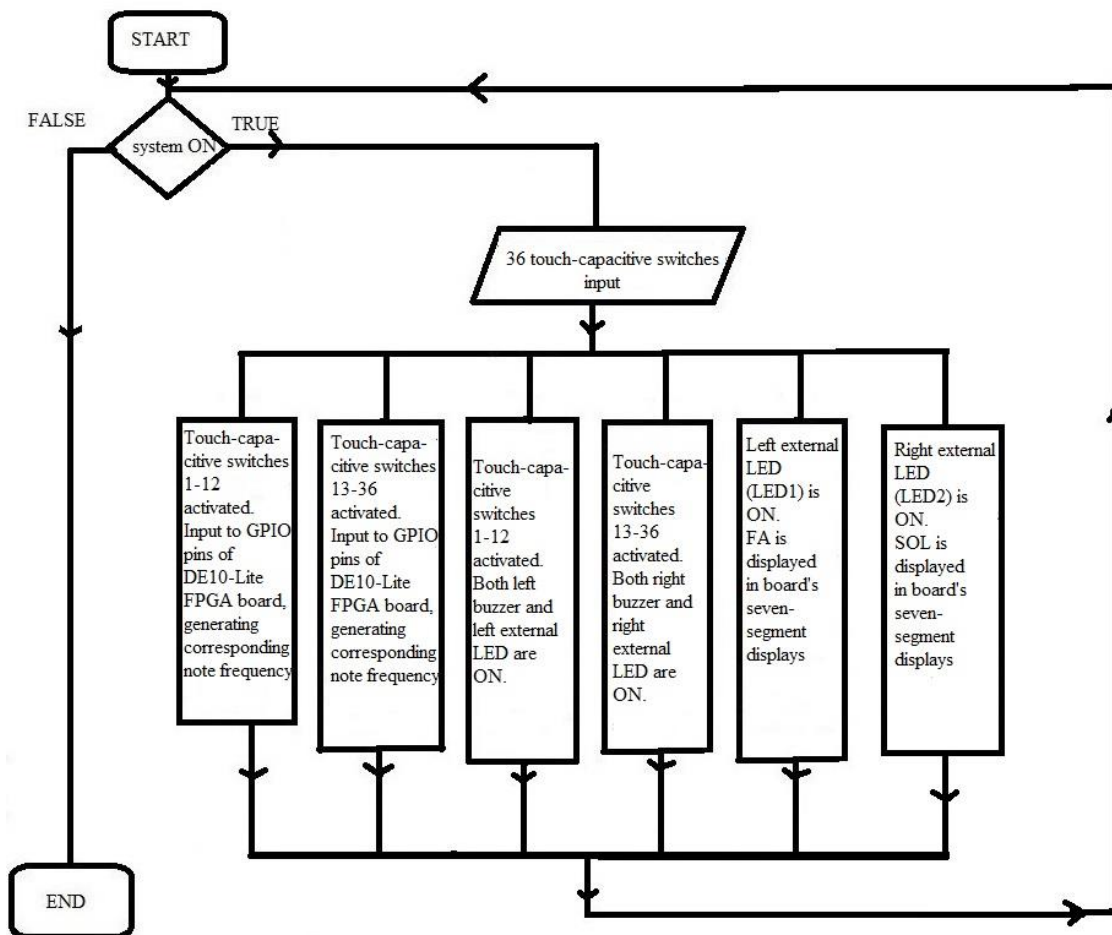 START
FALSE
TRUE
system ON
36 touch-capacitive switches
input
Touch-capa-
citive switches
1-12
activated.
Input to GPIO
pins of
DE10-Lite
FPGA board,
generating
corresponding
note frequency
Touch-capa-
citive switches
13-36
activated.
Input to GPIO
pins of
DE10-Lite
FPGA board,
generating
corresponding
note frequency
Touch-capa-
citive
switches
1-12
activated.
Both left
buzzer and
left external
LED are
ON.
Touch-capa-
citive
switches
13-36
activated.
Both right
buzzer and
right
external
LED are
ON.
Left external
LED
(LED1) is
ON.
FA is
displayed
in board's
seven-
segment
displays
Right external
LED
(LED2) is
ON.
SOL is
displayed
in board's
seven-
segment
displays
END